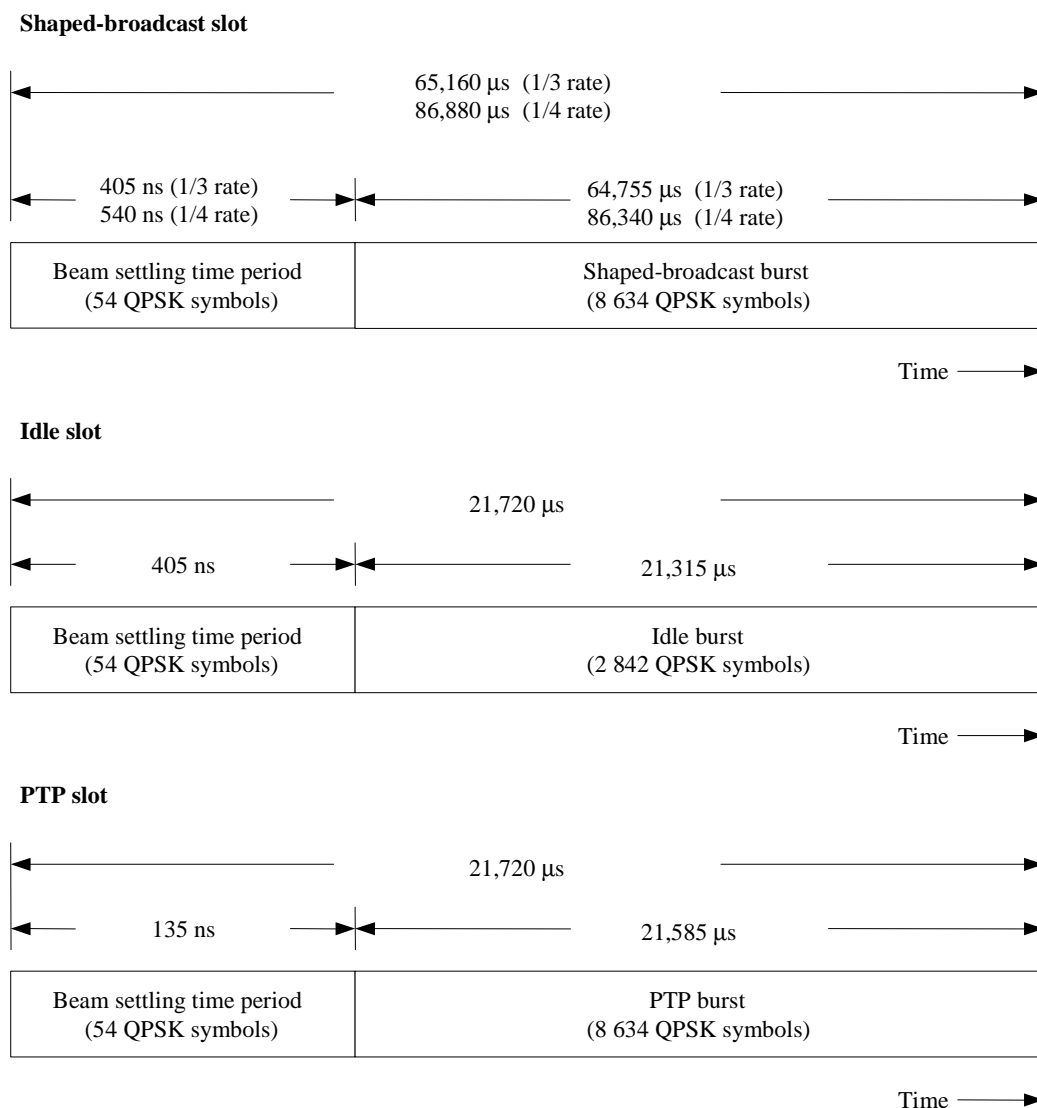 Shaped-broadcast slot
65,160 μs (1/3 rate)
86,880 μs (1/4 rate)
405 ns (1/3 rate)
540 ns (1/4 rate)
64,755 μs (1/3 rate)
86,340 μs (1/4 rate)
Beam settling time period
(54 QPSK symbols)
Shaped-broadcast burst
(8 634 QPSK symbols)
Time
Idle slot
21,720 μs
405 ns
21,315 μs
Beam settling time period
(54 QPSK symbols)
Idle burst
(2 842 QPSK symbols)
Time
PTP slot
21,720 μs
135 ns
21,585 μs
Beam settling time period
(54 QPSK symbols)
PTP burst
(8 634 QPSK symbols)
Time